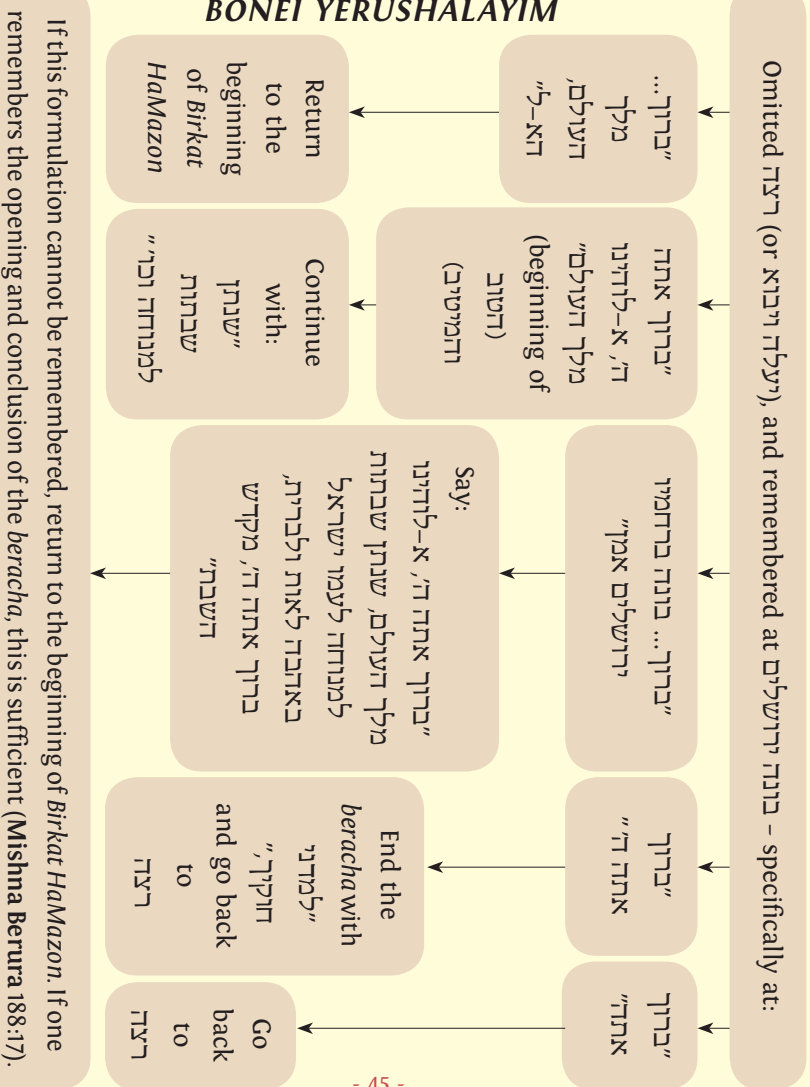 BONEI YERUSHALAYIM
Omitted רצה (or יעלה ויבוא), and remembered at בונה ירושלים – specifically at:
"ברוך ...
מלך
העולם,
הא–ל"
"ברוך אתה
ה׳, א–לוהינו
מלך העולם"
(beginning of
הטוב
והמיטיב)
"ברוך ... בונה ברחמיו
ירושלים אמן"
"ברוך
אתה ה׳"
"ברוך
אתה"
Return
to the
beginning
of Birkat
HaMazon
Continue
with:
"שנתן
שבתות
למנוחה וכו׳"
Say:
"ברוך אתה ה׳, א–לוהינו
מלך העולם, שנתן שבתות
למנוחה לעמו ישראל
באהבה לאות ולברית,
ברוך אתה ה׳, מקדש
השבת"
End the
beracha with
"למדני
חוקיך,"
and go back
to
רצה
Go
back
to
רצה
If this formulation cannot be remembered, return to the beginning of Birkat HaMazon. If one
remembers the opening and conclusion of the beracha, this is sufficient (Mishna Berura 188:17).
- 45 -